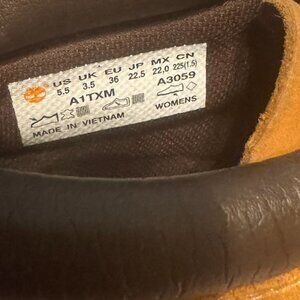 US UK EU JP MX CN
5.5 3.5 36 22.5 22.0 225(1.5)
A1TXM A3059
WOMENS
MADE IN VIETNAM